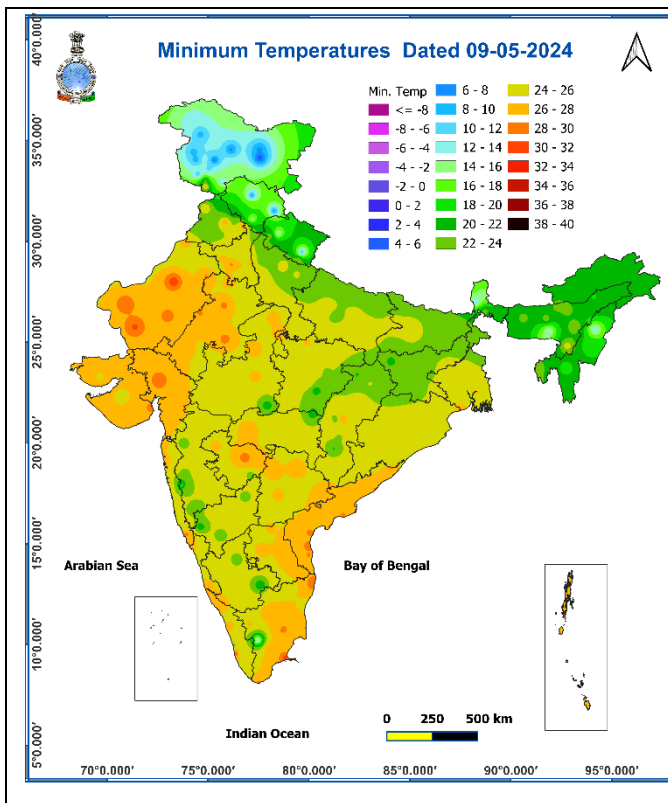 Minimum Temperatures Dated 09-05-2024
Min. Temp
<= -8
-8 - -6
-6 - -4
-4 - -2
-2 - 0
0 - 2
2 - 4
4 - 6
6 - 8
8 - 10
10 - 12
12 - 14
14 - 16
16 - 18
18 - 20
20 - 22
22 - 24
24 - 26
26 - 28
28 - 30
30 - 32
32 - 34
34 - 36
36 - 38
38 - 40
40°0.000'
35°0.000'
30°0.000'
25°0.000'
20°0.000'
15°0.000'
10°0.000'
5°0.000'
Arabian Sea
Bay of Bengal
Indian Ocean
0 250 500 km
70°0.000' 75°0.000' 80°0.000' 85°0.000' 90°0.000' 95°0.000'